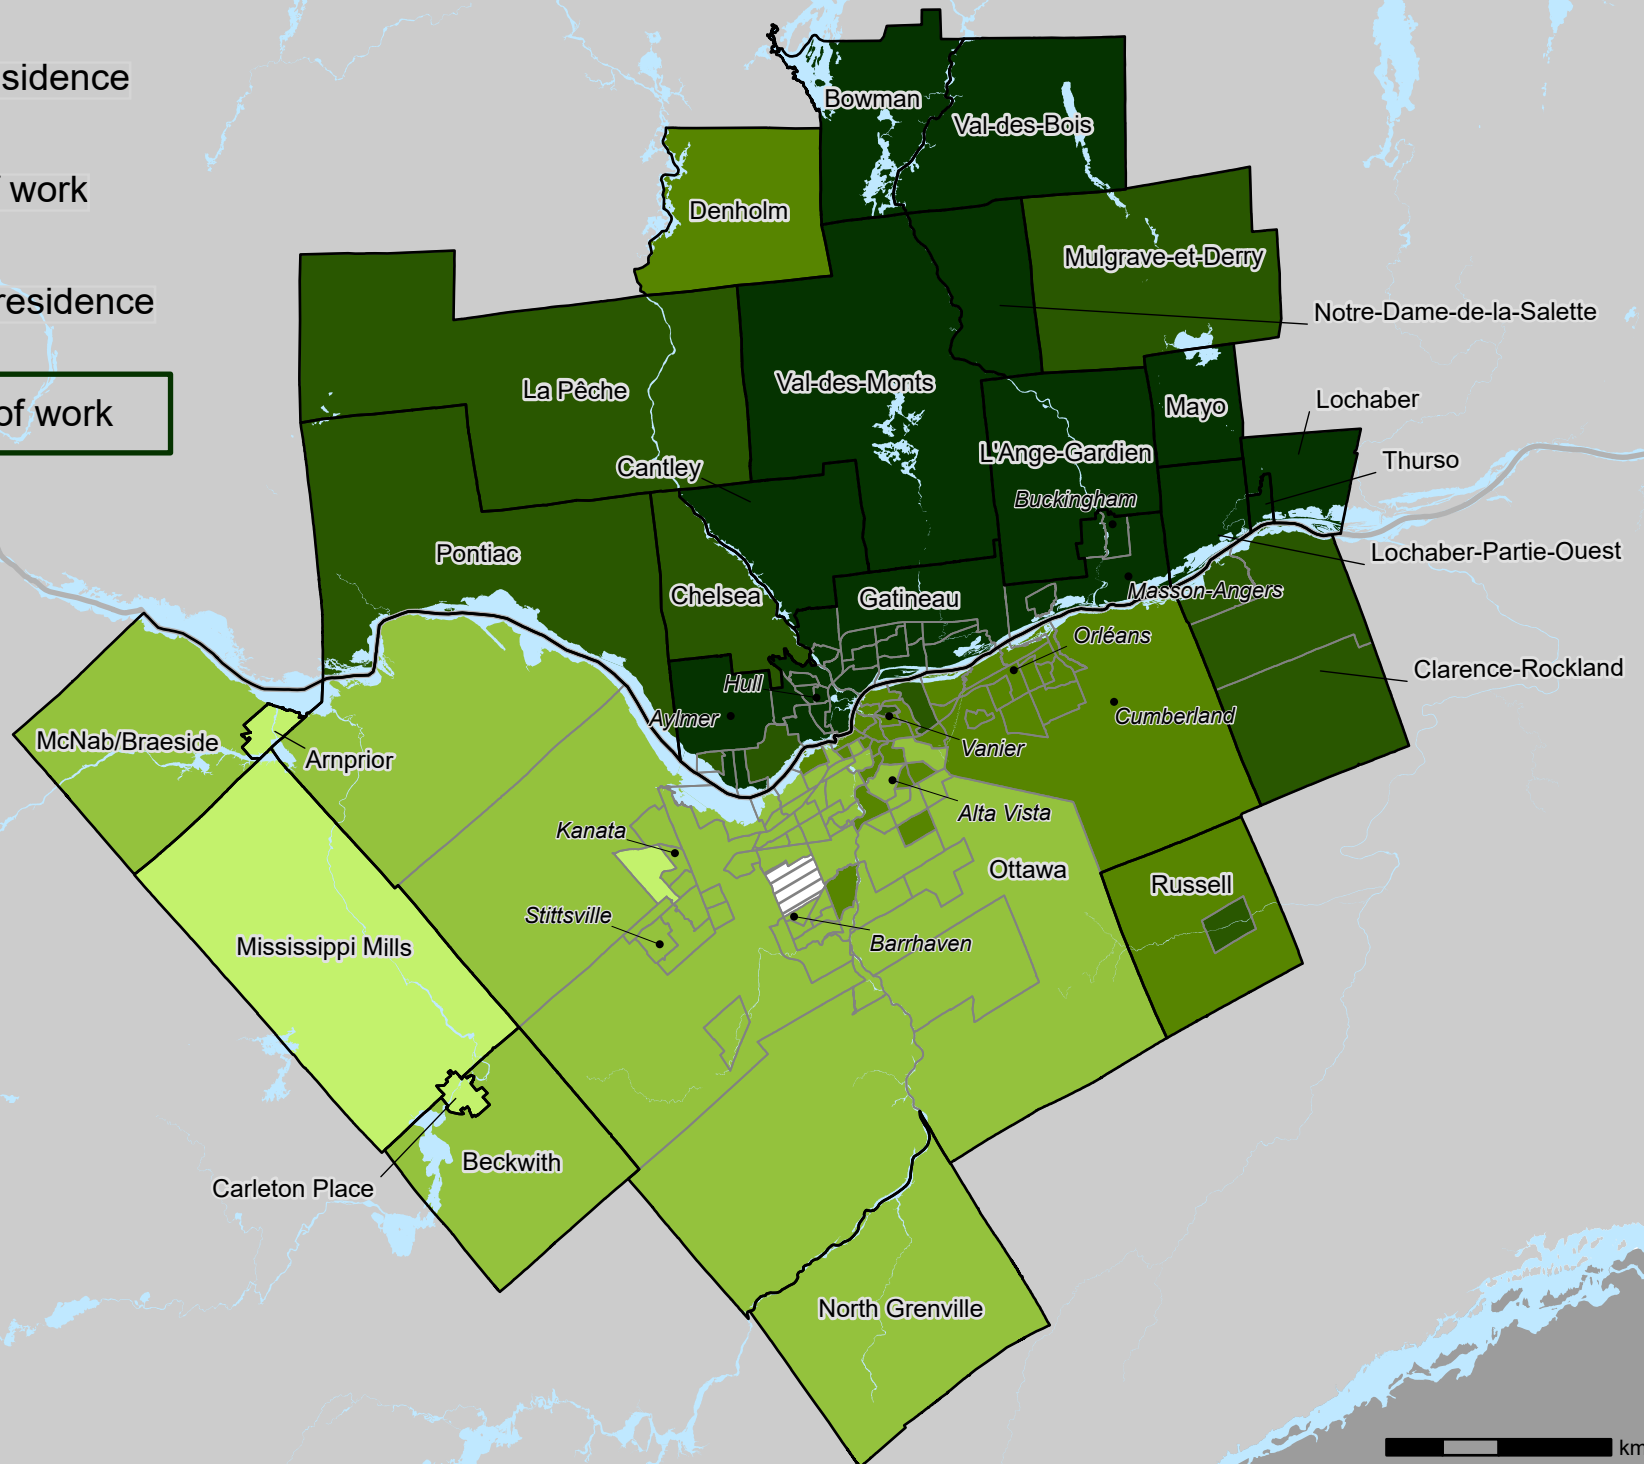 sidence
work
residence
of work
Bowman
Val-des-Bois
Denholm
Mulgrave-et-Derry
Notre-Dame-de-la-Salette
La Pêche
Val-des-Monts
Mayo
Lochaber
Cantley
L'Ange-Gardien
Thurso
Buckingham
Pontiac
Lochaber-Partie-Ouest
Chelsea
Gatineau
Masson-Angers
Orléans
Clarence-Rockland
Hull
Aylmer
Cumberland
McNab/Braeside
Arnprior
Vanier
Alta Vista
Kanata
Ottawa
Russell
Stittsville
Barrhaven
Mississippi Mills
Beckwith
Carleton Place
North Grenville
km